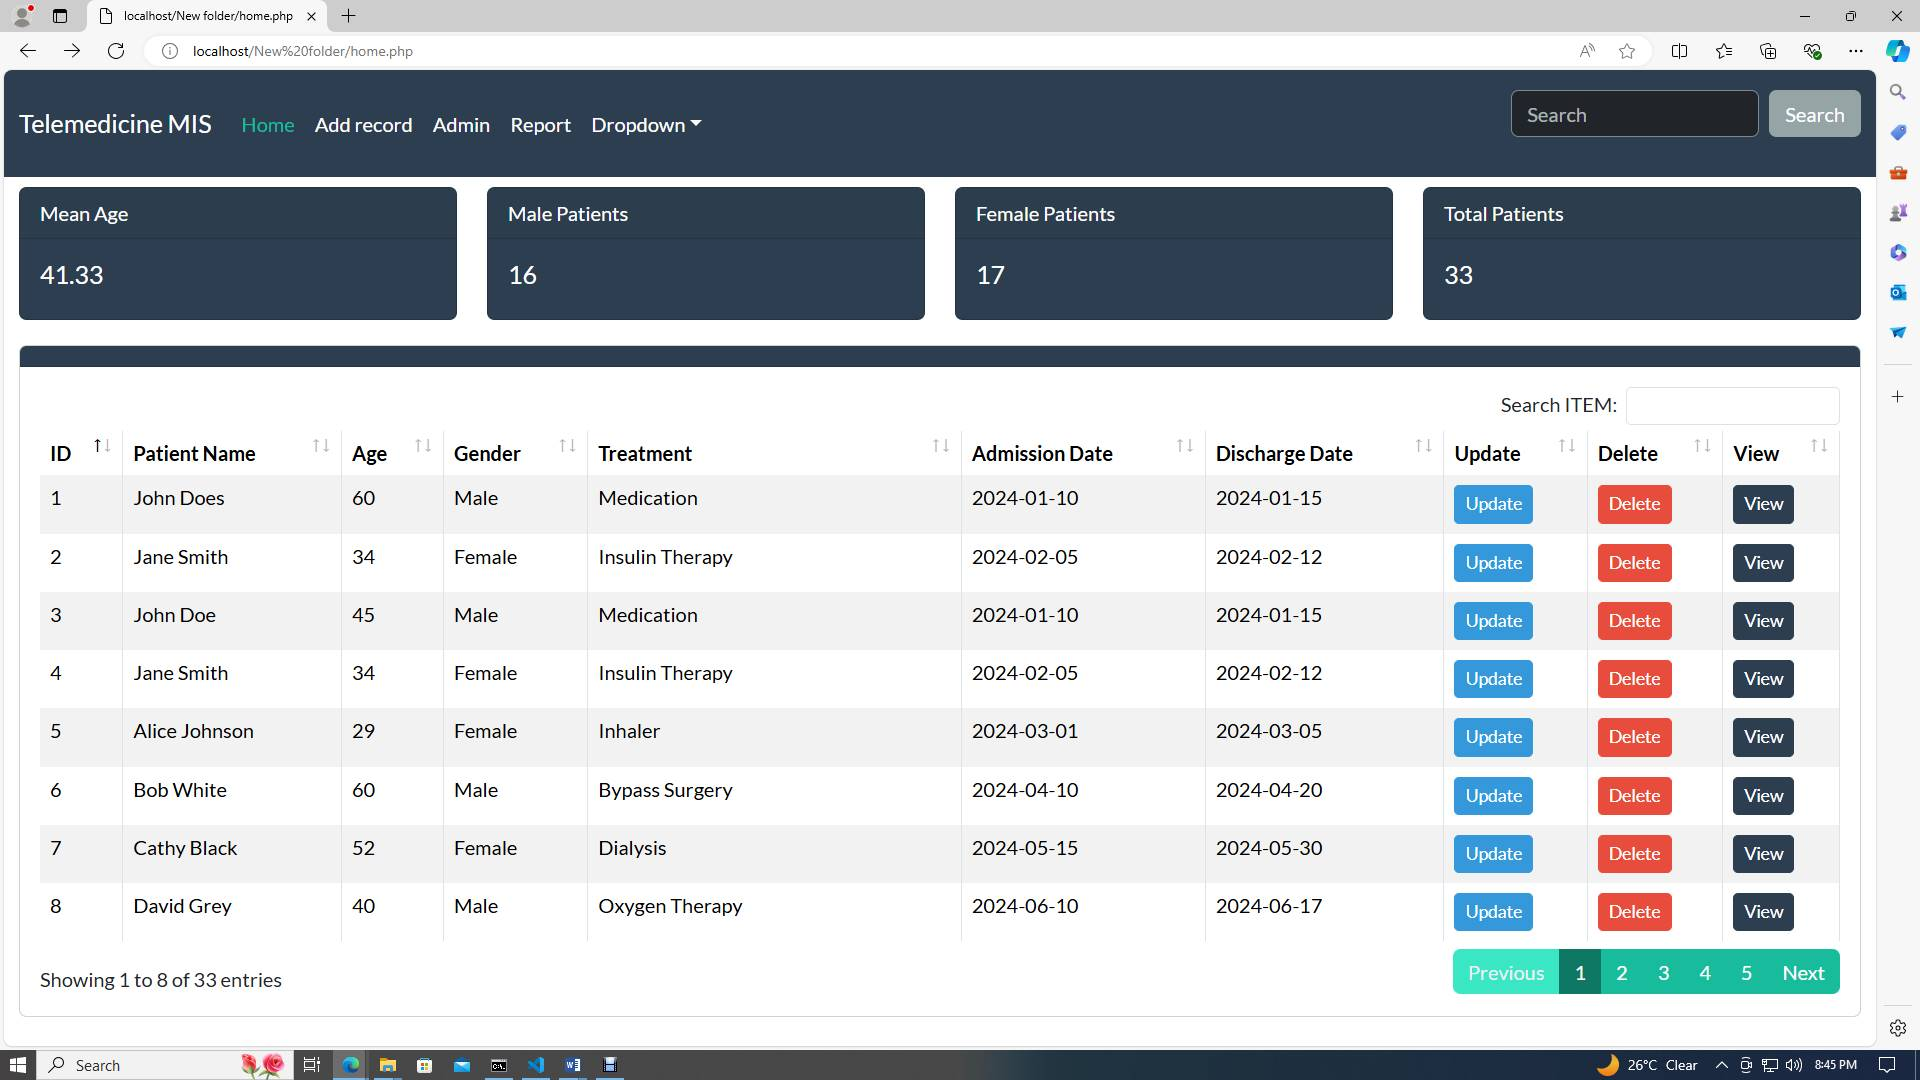 localhost/New folder/home.php
localhost/New%20folder/home.php
Telemedicine MIS Home Add record Admin Report Dropdown Search Search
Mean Age Male Patients Female Patients Total Patients
41.33 16 17 33
Search ITEM:
ID Patient Name Age Gender Treatment Admission Date Discharge Date Update Delete View
1 John Does 60 Male Medication 2024-01-10 2024-01-15 Update Delete View
2 Jane Smith 34 Female Insulin Therapy 2024-02-05 2024-02-12 Update Delete View
3 John Doe 45 Male Medication 2024-01-10 2024-01-15 Update Delete View
4 Jane Smith 34 Female Insulin Therapy 2024-02-05 2024-02-12 Update Delete View
5 Alice Johnson 29 Female Inhaler 2024-03-01 2024-03-05 Update Delete View
6 Bob White 60 Male Bypass Surgery 2024-04-10 2024-04-20 Update Delete View
7 Cathy Black 52 Female Dialysis 2024-05-15 2024-05-30 Update Delete View
8 David Grey 40 Male Oxygen Therapy 2024-06-10 2024-06-17 Update Delete View
Showing 1 to 8 of 33 entries Previous 1 2 3 4 5 Next
Search 26°C Clear 8:45 PM